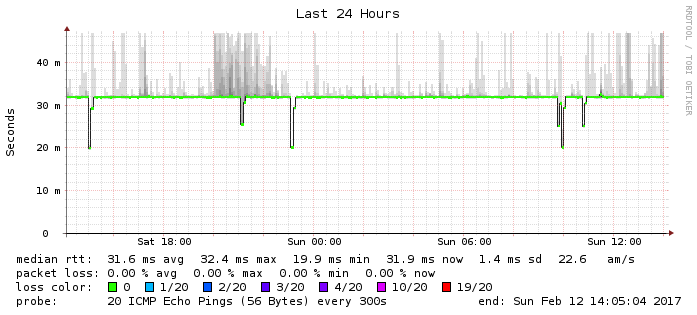 Last 24 Hours
RRDTOOL / TOBI OETIKER
Seconds
40 m
30 m
20 m
10 m
0
Sat 18:00 Sun 00:00 Sun 06:00 Sun 12:00
median rtt: 31.6 ms avg 32.4 ms max 19.9 ms min 31.9 ms now 1.4 ms sd 22.6 am/s
packet loss: 0.00 % avg 0.00 % max 0.00 % min 0.00 % now
loss color: 0 1/20 2/20 3/20 4/20 10/20 19/20
probe: 20 ICMP Echo Pings (56 Bytes) every 300s end: Sun Feb 12 14:05:04 2017